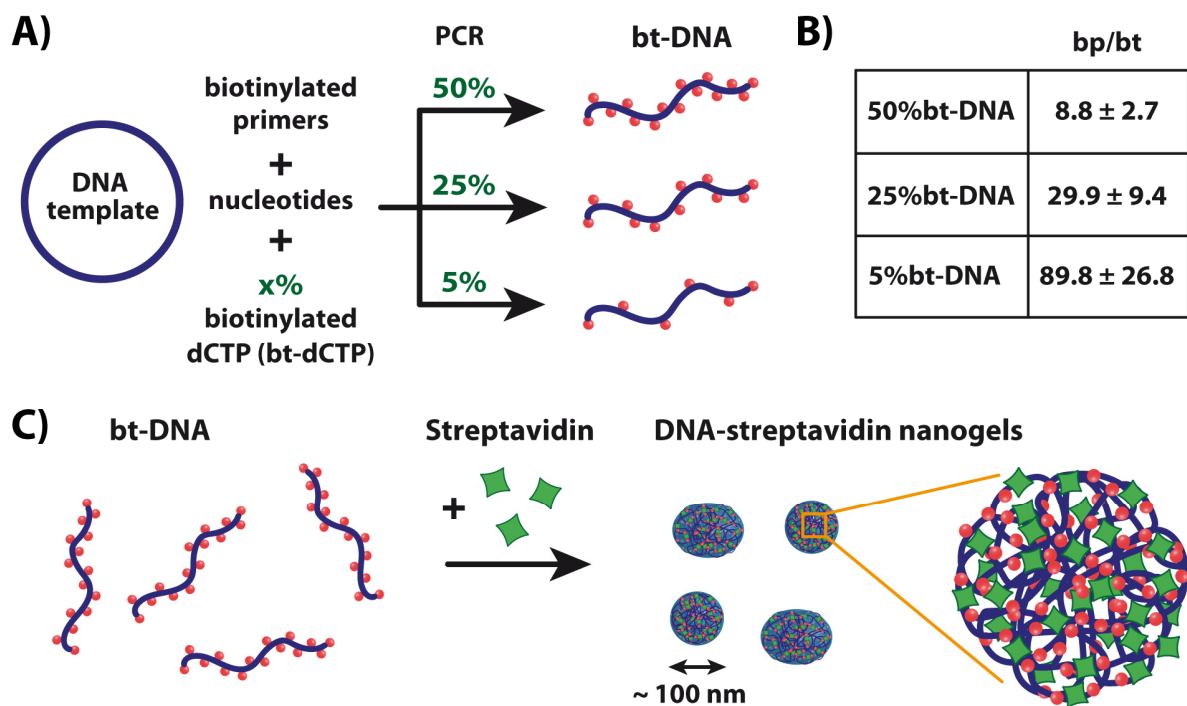 A)
PCR
bt-DNA
DNA
template
biotinylated
primers
+
nucleotides
+
x%
biotinylated
dCTP (bt-dCTP)
50%
25%
5%
B)
bp/bt
50%bt-DNA 8.8 ± 2.7
25%bt-DNA 29.9 ± 9.4
5%bt-DNA 89.8 ± 26.8
C)
bt-DNA
Streptavidin
+
DNA-streptavidin nanogels
~ 100 nm